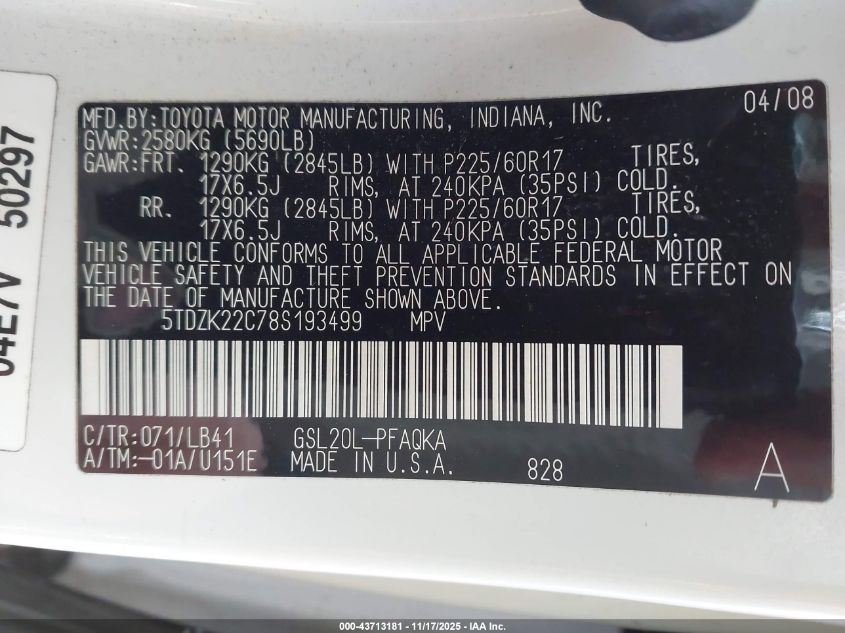 MFD.BY:TOYOTA MOTOR MANUFACTURING, INDIANA, INC. 04/08
GVWR:2580KG (5690LB)
GAWR:FRT. 1290KG (2845LB) WITH P225/60R17 TIRES,
17X6.5J RIMS, AT 240KPA (35PSI) COLD.
RR. 1290KG (2845LB) WITH P225/60R17 TIRES,
17X6.5J RIMS, AT 240KPA (35PSI) COLD.
THIS VEHICLE CONFORMS TO ALL APPLICABLE FEDERAL MOTOR
VEHICLE SAFETY AND THEFT PREVENTION STANDARDS IN EFFECT ON
THE DATE OF MANUFACTURE SHOWN ABOVE.
5TDZK22C78S193499 MPV
C/TR:071/LB41 GSL20L-PFAQKA
A/TM:-01A/U151E MADE IN U.S.A. 828 A
04E7V 50297
000-43713181 - 11/17/2025 - IAA Inc.